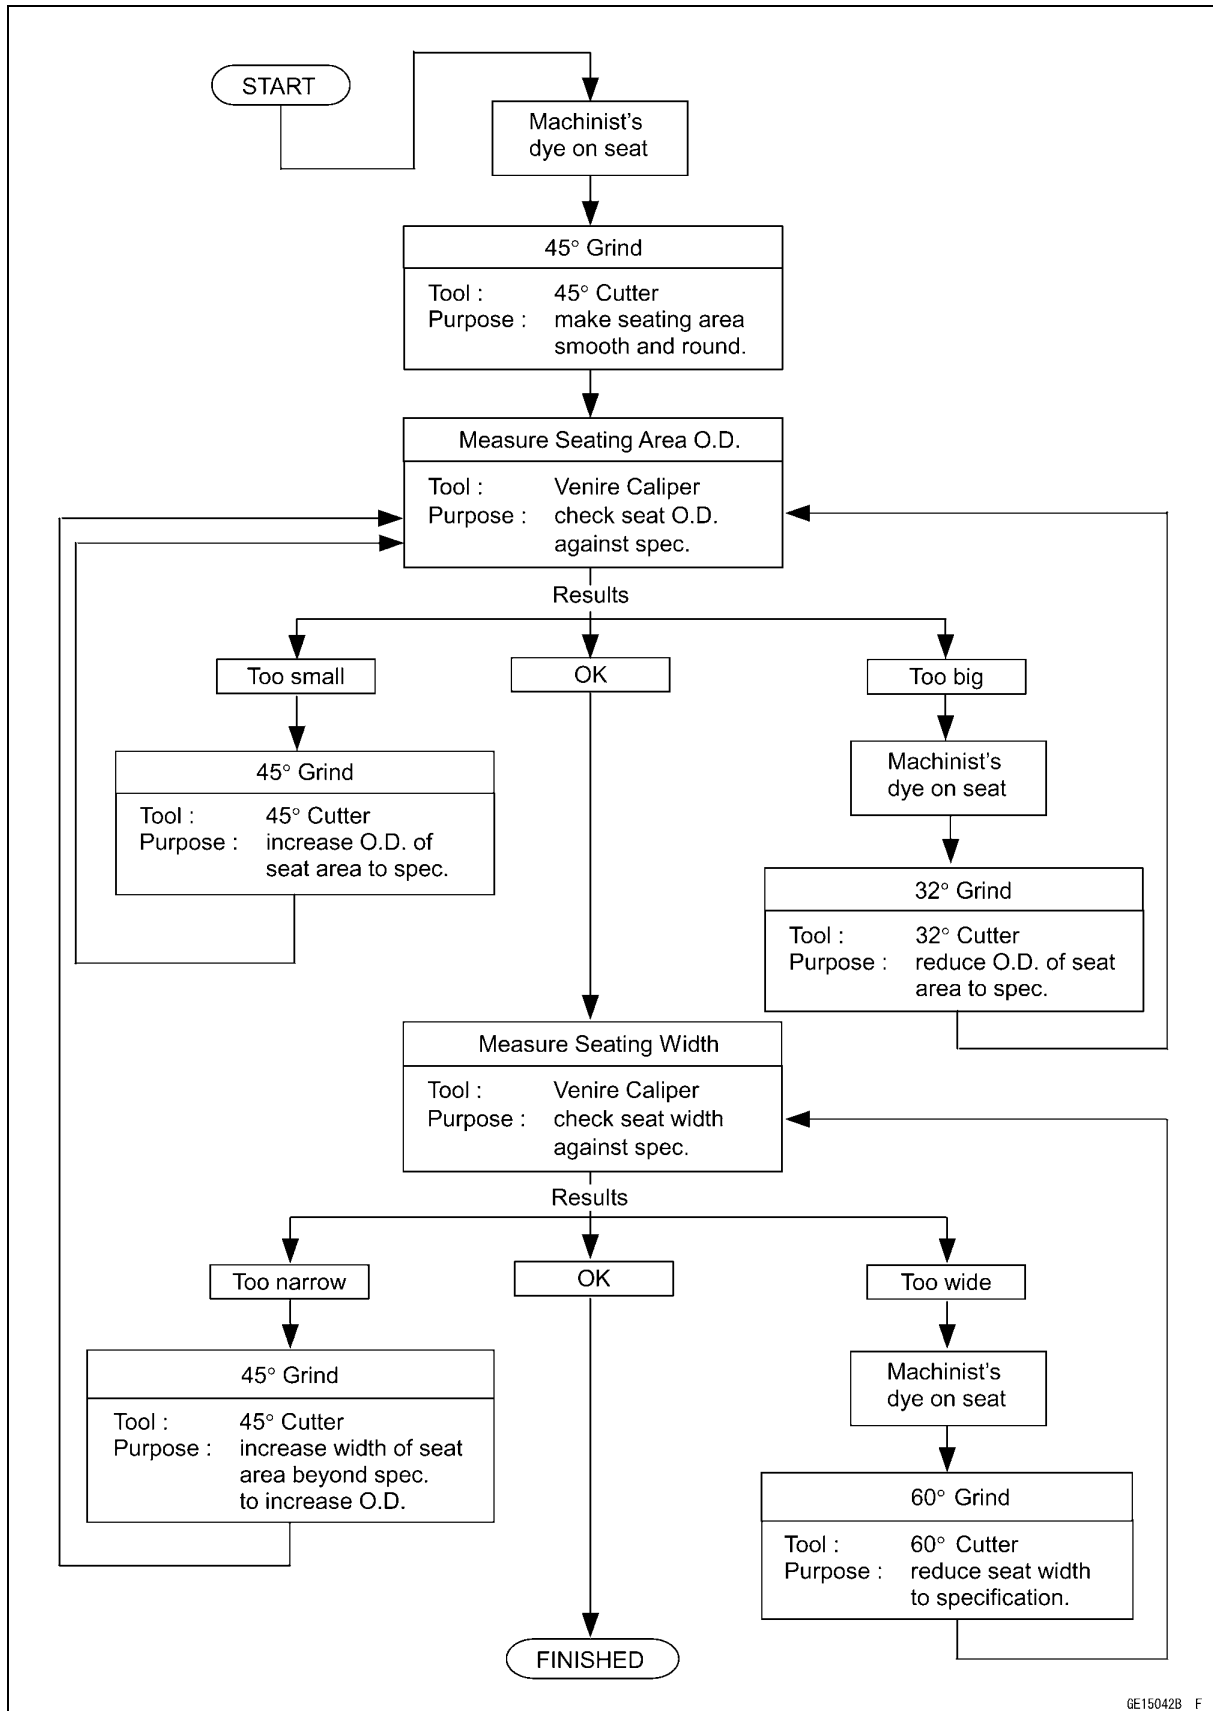 START
Machinist's
dye on seat
45° Grind
Tool : 45° Cutter
Purpose : make seating area
smooth and round.
Measure Seating Area O.D.
Tool : Venire Caliper
Purpose : check seat O.D.
against spec.
Results
Too small
OK
Too big
45° Grind
Tool : 45° Cutter
Purpose : increase O.D. of
seat area to spec.
Machinist's
dye on seat
32° Grind
Tool : 32° Cutter
Purpose : reduce O.D. of seat
area to spec.
Measure Seating Width
Tool : Venire Caliper
Purpose : check seat width
against spec.
Results
Too narrow
OK
Too wide
45° Grind
Tool : 45° Cutter
Purpose : increase width of seat
area beyond spec.
to increase O.D.
Machinist's
dye on seat
60° Grind
Tool : 60° Cutter
Purpose : reduce seat width
to specification.
FINISHED
GE15042B F